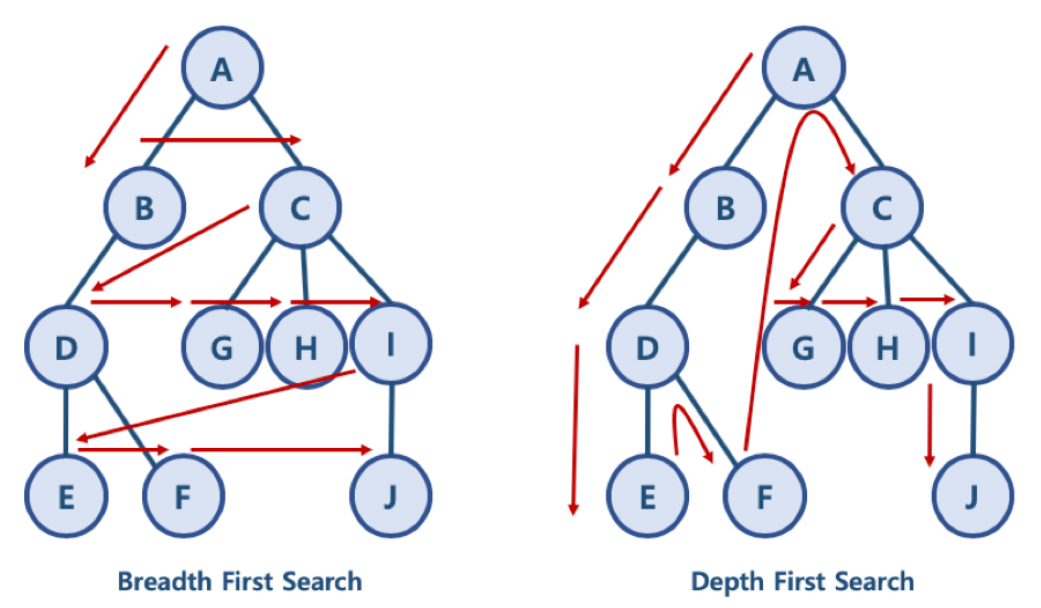 A A
B C B C
D G H I D G H I
E F J E F J
Breadth First Search Depth First Search